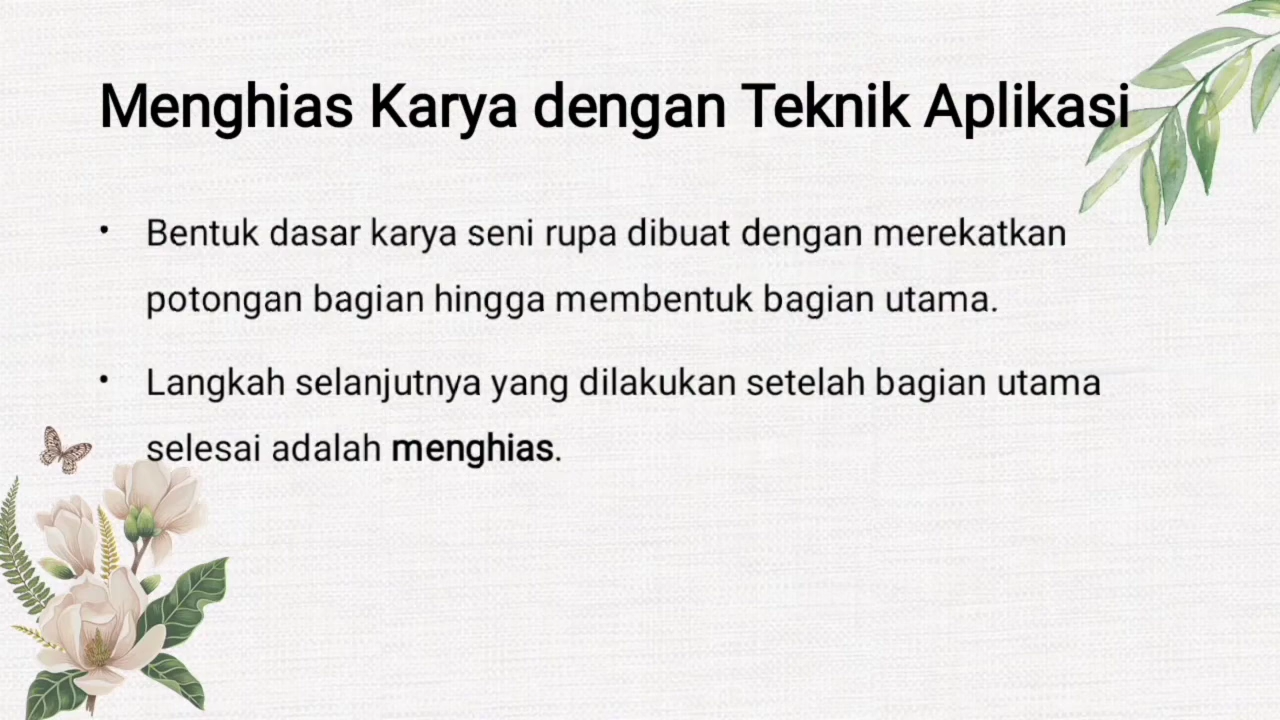 Menghias Karya dengan Teknik Aplikasi
• Bentuk dasar karya seni rupa dibuat dengan merekatkan
potongan bagian hingga membentuk bagian utama.
• Langkah selanjutnya yang dilakukan setelah bagian utama
selesai adalah menghias.